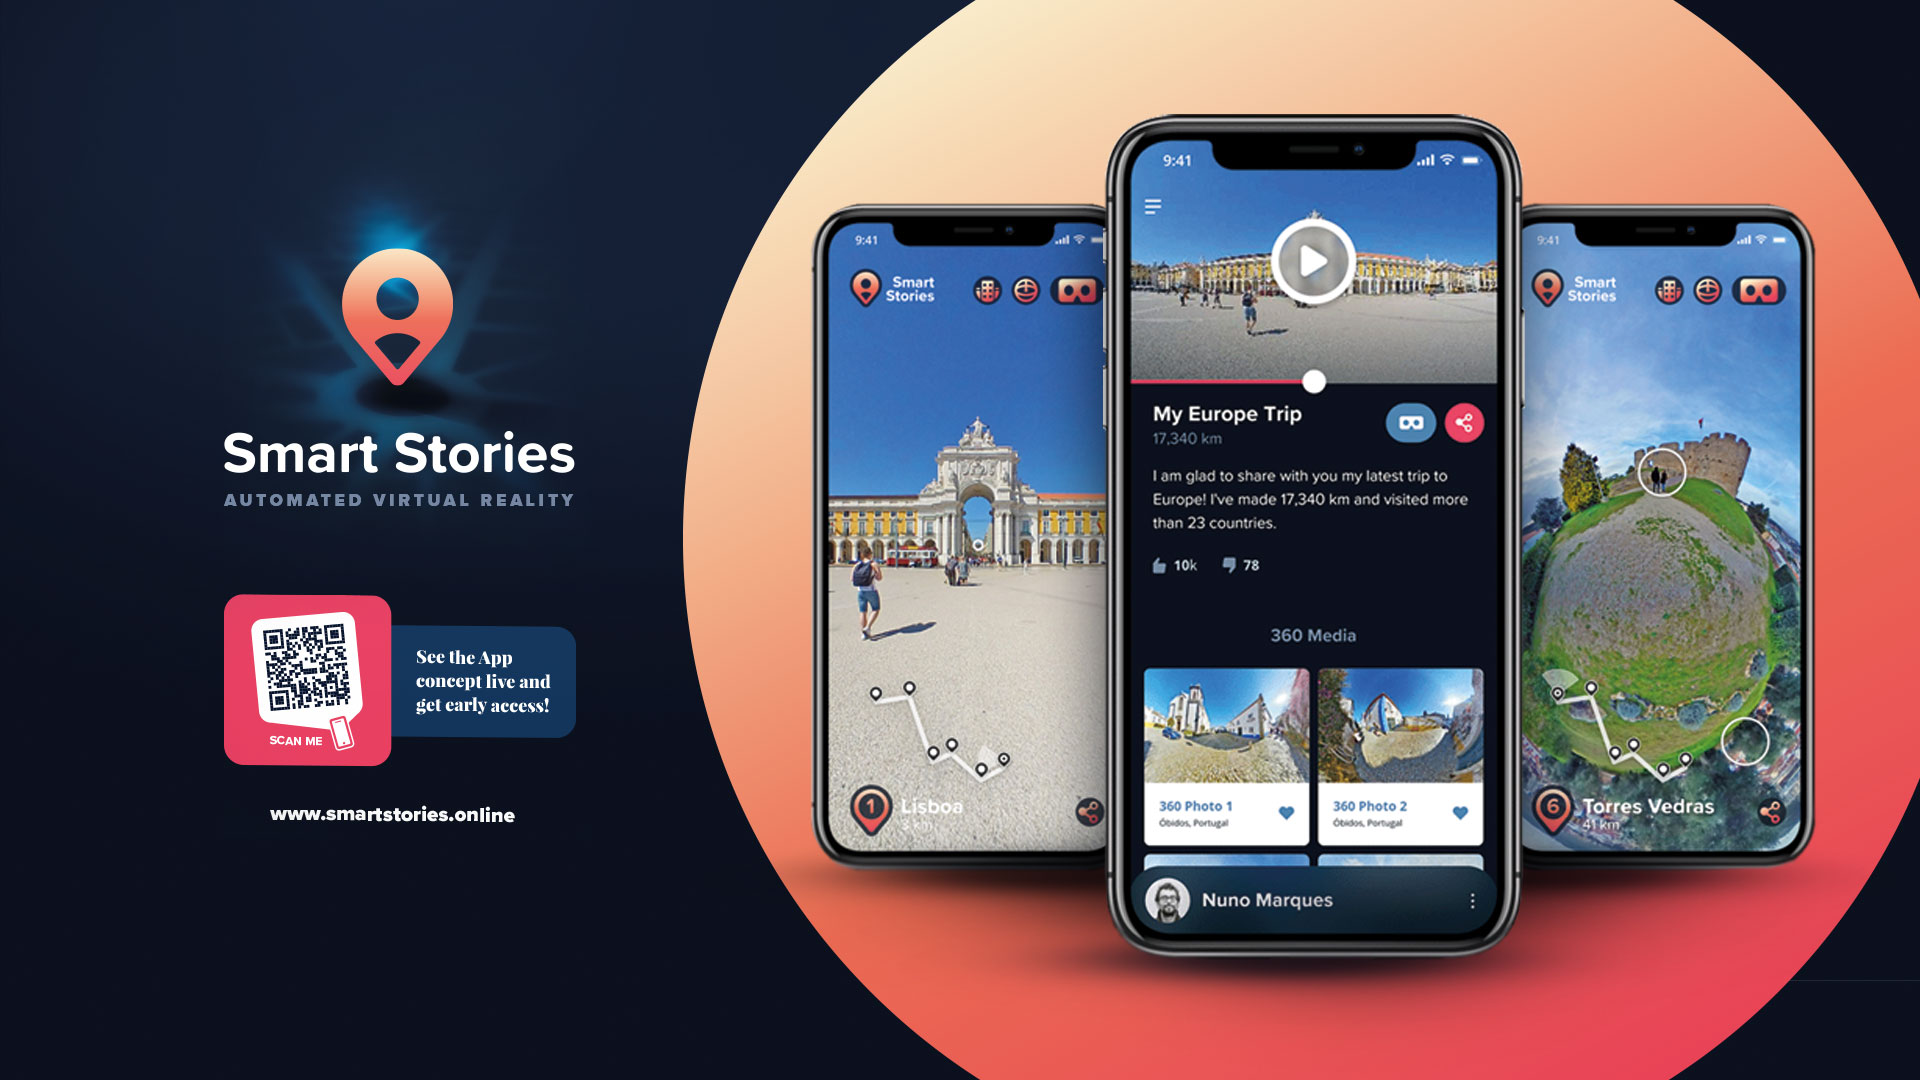 Smart Stories
AUTOMATED VIRTUAL REALITY
SCAN ME
See the App
concept live and
get early access!
www.smartstories.online
9:41
Smart
Stories
1
Lisboa
9:41
My Europe Trip
17,340 km
I am glad to share with you my latest trip to
Europe! I've made 17,340 km and visited more
than 23 countries.
10k 78
360 Media
360 Photo 1
Óbidos, Portugal
360 Photo 2
Óbidos, Portugal
Nuno Marques
9:41
Smart
Stories
6
Torres Vedras
41 km